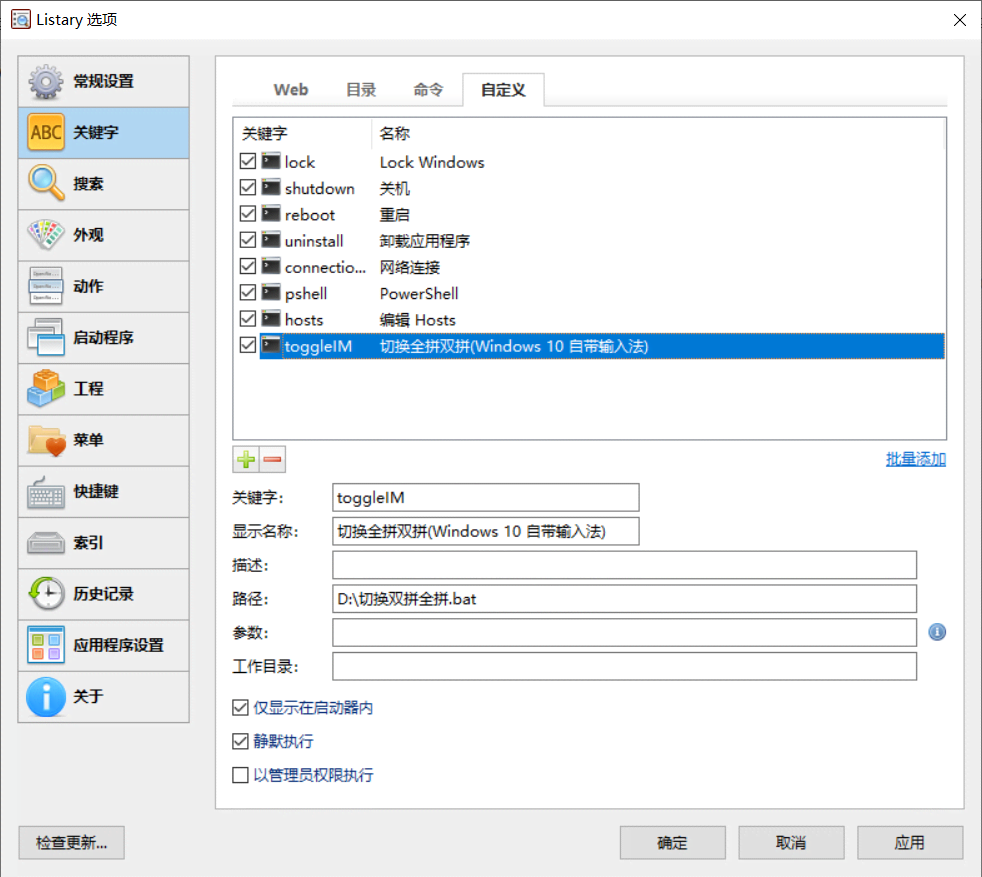 Listary 选项
常规设置
ABC 关键字
搜索
外观
动作
启动程序
工程
菜单
快捷键
索引
历史记录
应用程序设置
关于
Web 目录 命令 自定义
关键字 名称
lock Lock Windows
shutdown 关机
reboot 重启
uninstall 卸载应用程序
connectio... 网络连接
pshell PowerShell
hosts 编辑 Hosts
toggleIM 切换全拼双拼(Windows 10 自带输入法)
批量添加
关键字: toggleIM
显示名称: 切换全拼双拼(Windows 10 自带输入法)
描述:
路径: D:\切换双拼全拼.bat
参数:
工作目录:
仅显示在启动器内
静默执行
以管理员权限执行
检查更新... 确定 取消 应用